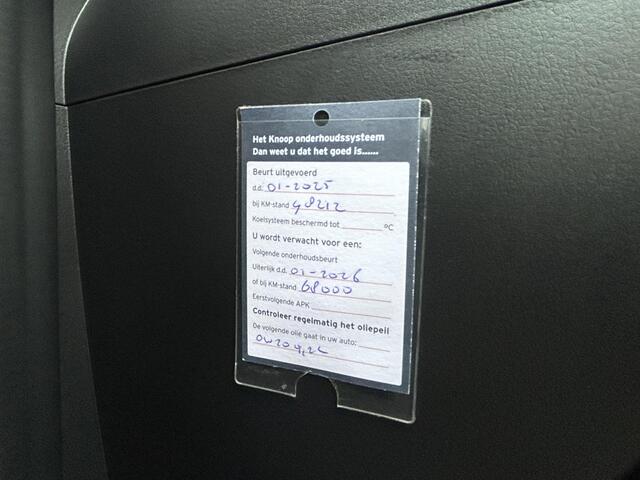 Het Knoop onderhoudssysteem
Dan weet u dat het goed is......
Beurt uitgevoerd
d.d. 01-2025
bij KM-stand 48212
Koelsysteem beschermd tot ºC
U wordt verwacht voor een:
Volgende onderhoudsbeurt
Uiterlijk d.d. 01-2026
of bij KM-stand 68000
Eerstvolgende APK
Controleer regelmatig het oliepeil
De volgende olie gaat in uw auto:
0W20 4,2L